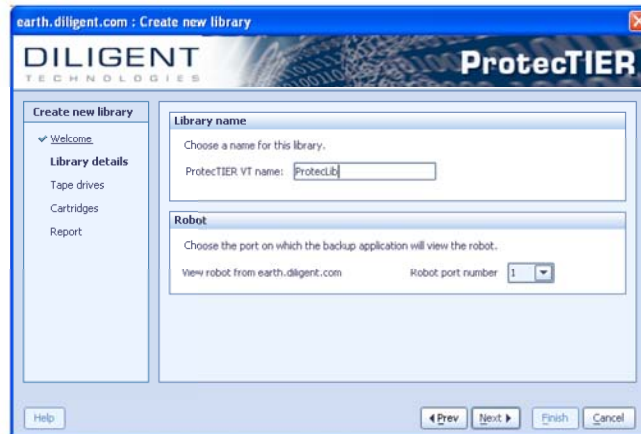 earth.diligent.com : Create new library
DILIGENT
TECHNOLOGIES
ProtecTIER
Create new library
Welcome
Library details
Tape drives
Cartridges
Report
Library name
Choose a name for this library.
ProtecTIER VT name: ProtecLib
Robot
Choose the port on which the backup application will view the robot.
View robot from earth.diligent.com Robot port number 1
Help
Prev Next Finish Cancel